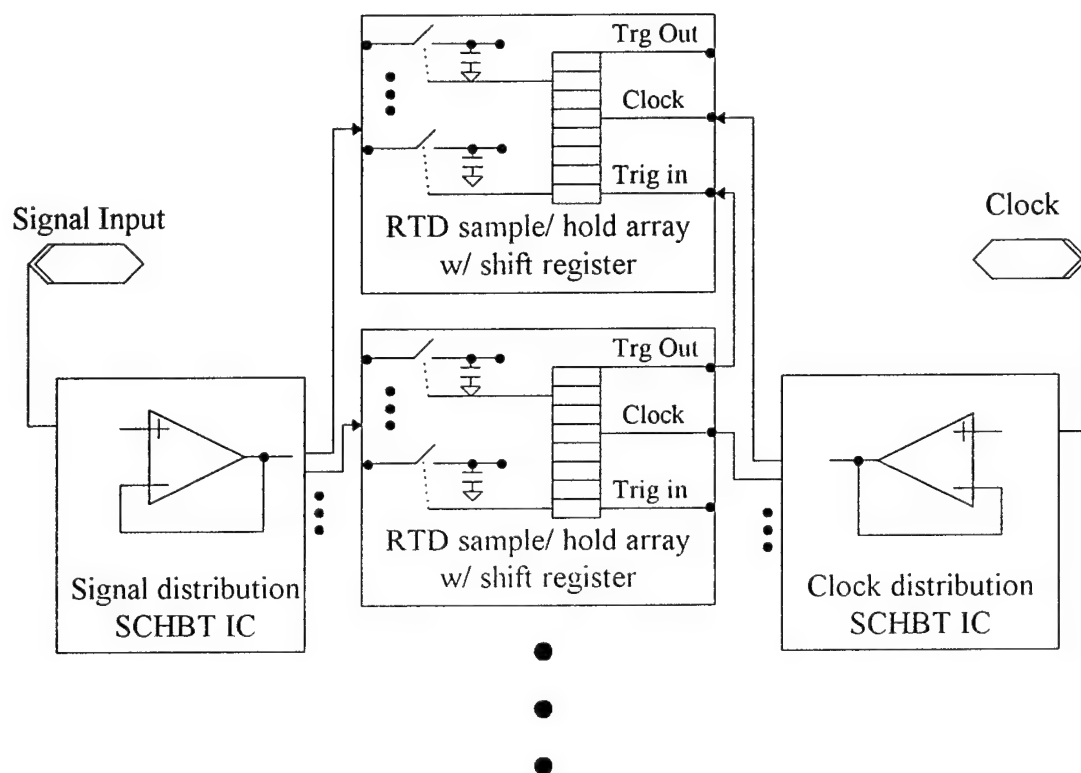 Trg Out
Clock
Trig in
RTD sample/ hold array
w/ shift register
Signal Input
Clock
Trg Out
Clock
Trig in
RTD sample/ hold array
w/ shift register
Signal distribution
SCHBT IC
Clock distribution
SCHBT IC